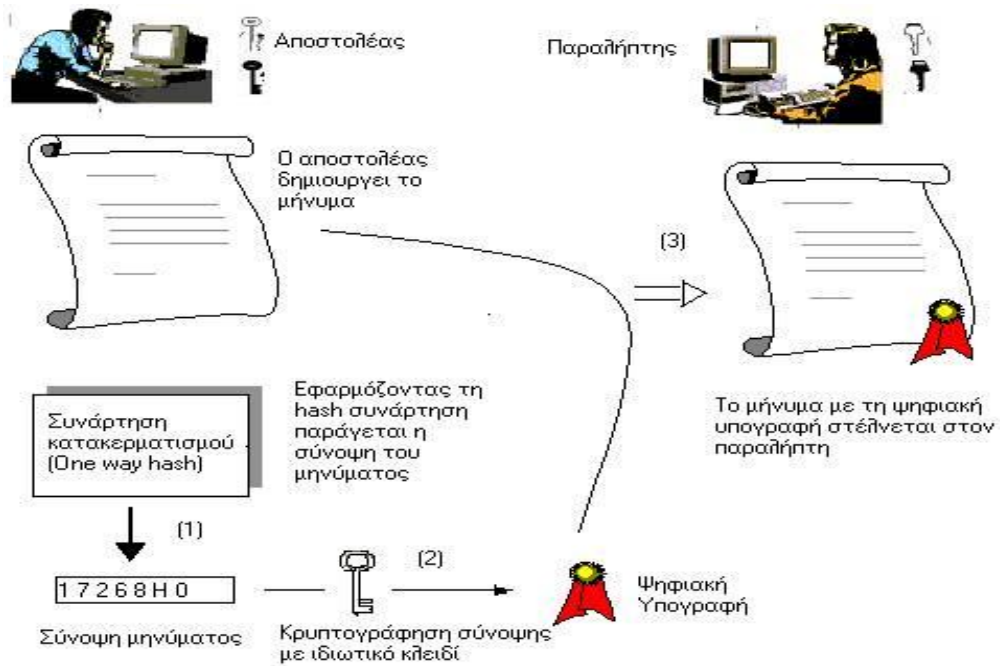 Αποστολέας
Παραλήπτης
Ο αποστολέας
δημιουργει το
μήνυμα
(3)
Συνάρτηση
κατακερματισμού
(One way hash)
Εφαρμόζοντας τη
hash συνάρτηση
παράγεται η
σύνοψη του
μηνύματος
Το μήνυμα με τη ψηφιακή
υπογραφή στέλνεται στον
παραλήπτη
(1)
17268H0
Σύνοψη μηνύματος
(2)
Κρυπτογράφηση σύνοψης
με ιδιωτικό κλειδί
Ψηφιακή
Υπογραφή